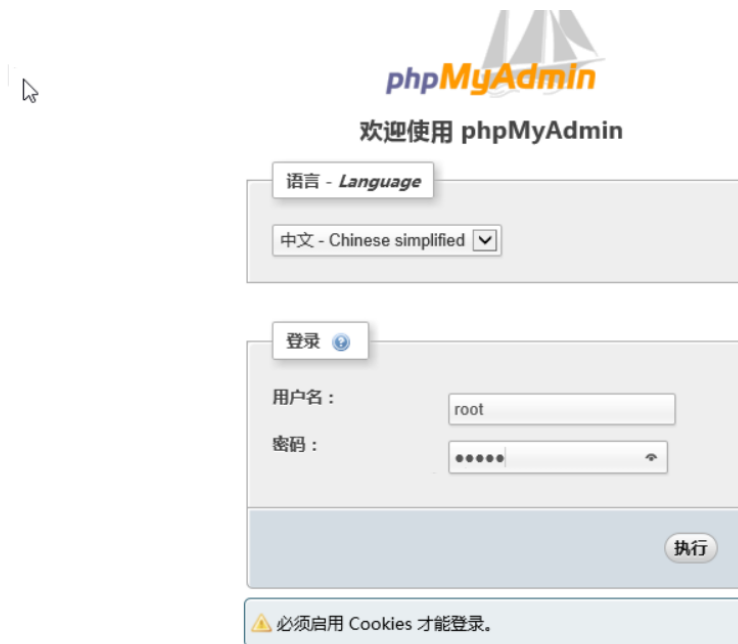 phpMyAdmin
欢迎使用 phpMyAdmin
语言 - Language
中文 - Chinese simplified
登录
用户名：
root
密码：
•••••
执行
必须启用 Cookies 才能登录。